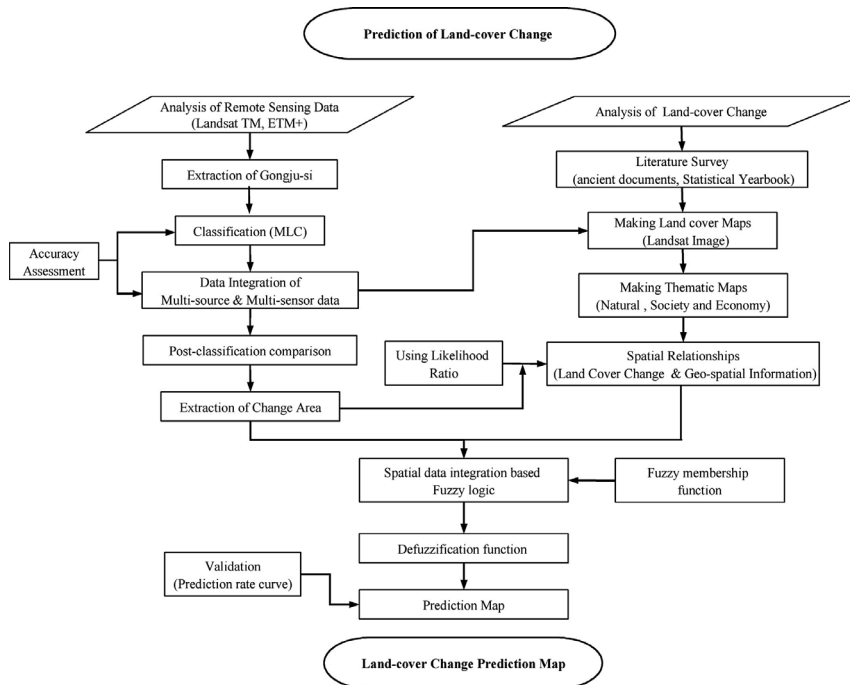 Prediction of Land-cover Change
Analysis of Remote Sensing Data
(Landsat TM, ETM+)
Extraction of Gongju-si
Classification (MLC)
Accuracy
Assessment
Data Integration of
Multi-source & Multi-sensor data
Post-classification comparison
Extraction of Change Area
Analysis of Land-cover Change
Literature Survey
(ancient documents, Statistical Yearbook)
Making Land cover Maps
(Landsat Image)
Making Thematic Maps
(Natural , Society and Economy)
Using Likelihood
Ratio
Spatial Relationships
(Land Cover Change & Geo-spatial Information)
Spatial data integration based
Fuzzy logic
Fuzzy membership
function
Defuzzification function
Validation
(Prediction rate curve)
Prediction Map
Land-cover Change Prediction Map